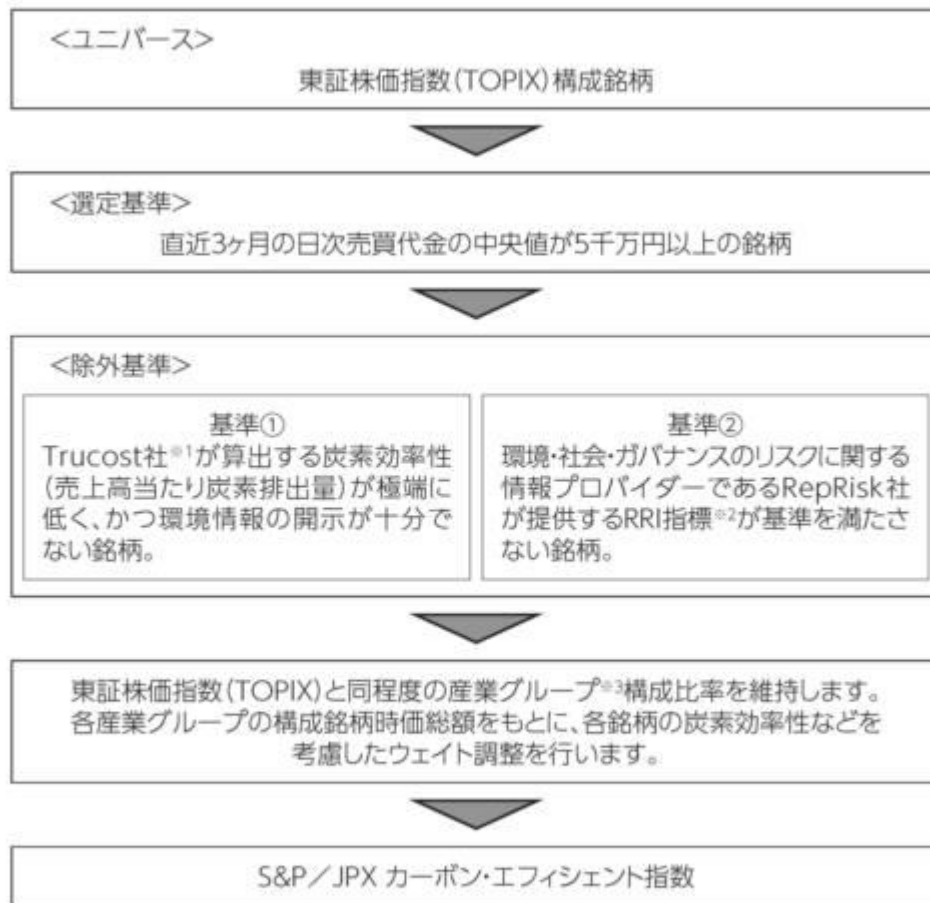 <ユニバース>
東証株価指数(TOPIX)構成銘柄
<選定基準>
直近3ヶ月の日次売買代金の中央値が5千万円以上の銘柄
<除外基準>
基準①
Trucost社※1が算出する炭素効率性
(売上高当たり炭素排出量)が極端に
低く、かつ環境情報の開示が十分で
ない銘柄。
基準②
環境・社会・ガバナンスのリスクに関する
情報プロバイダーであるRepRisk社
が提供するRRI指標※2が基準を満たさ
ない銘柄。
東証株価指数(TOPIX)と同程度の産業グループ※3構成比率を維持します。
各産業グループの構成銘柄時価総額をもとに、各銘柄の炭素効率性などを
考慮したウェイト調整を行います。
S&P/JPX カーボン・エフィシェント指数